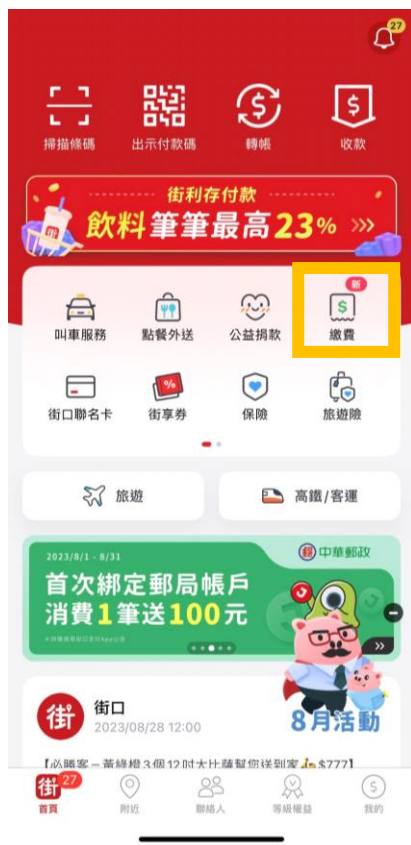 27
掃描條碼 出示付款碼 轉帳 收款
街利存付款
飲料筆筆最高23% >>>
新
叫車服務 點餐外送 公益捐款 繳費
街口聯名卡 街享券 保險 旅遊險
旅遊 高鐵/客運
2023/8/1 - 8/31 中華郵政
首次綁定郵局帳戶
消費1筆送100元
街 街口
2023/08/28 12:00
8月活動
【必勝客–黃綠橙3個12吋大比薩幫您送到家🛵$777】
街 27
首頁 附近 聯絡人 等級權益 我的